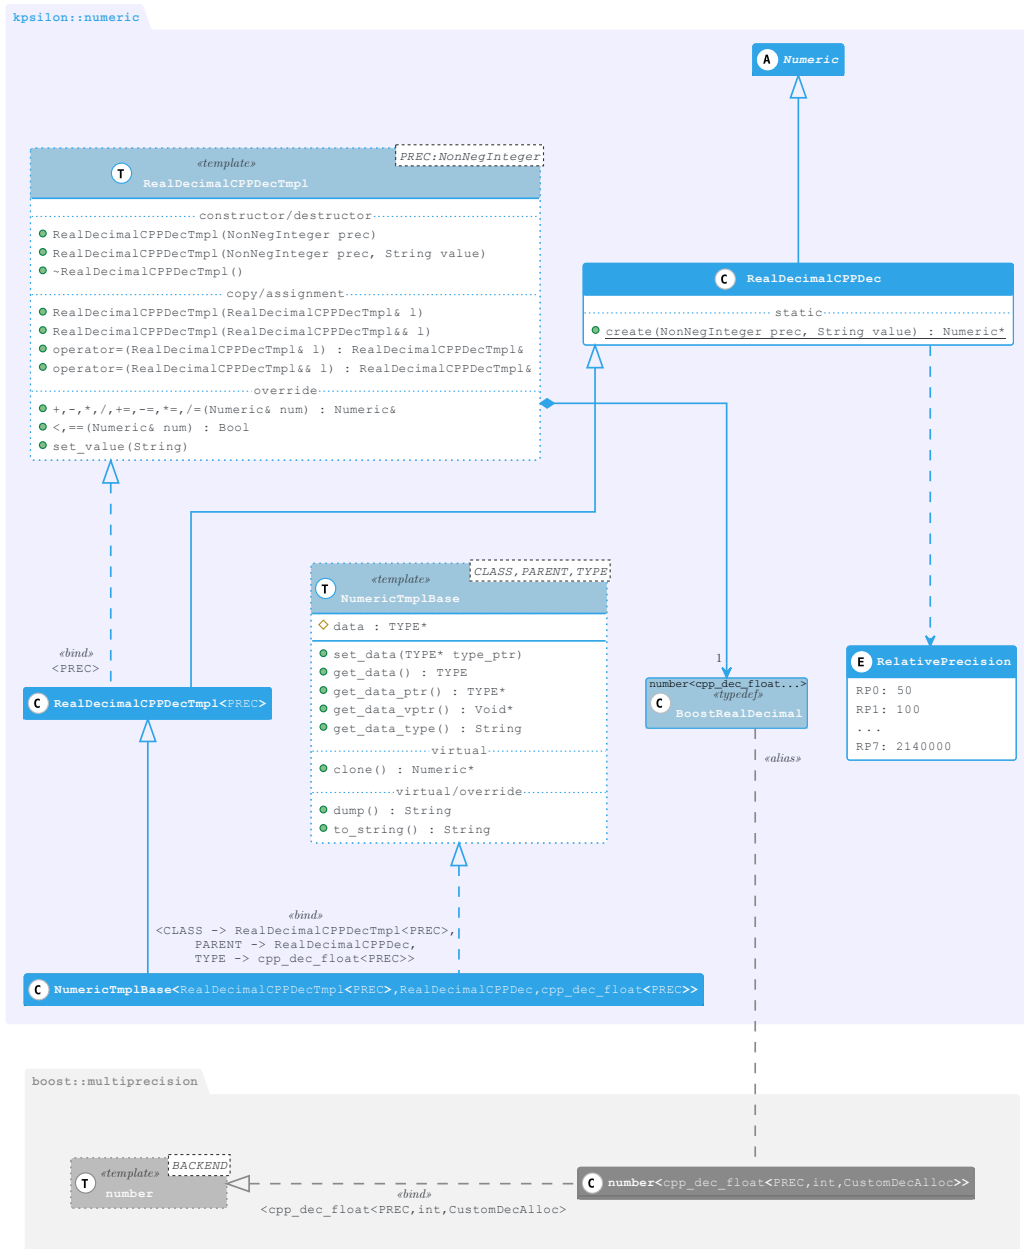 kpsilon::numeric
A Numeric
PREC:NonNegInteger
«template»
T RealDecimalCPPDecTmpl
constructor/destructor
RealDecimalCPPDecTmpl(NonNegInteger prec)
RealDecimalCPPDecTmpl(NonNegInteger prec, String value)
~RealDecimalCPPDecTmpl()
copy/assignment
RealDecimalCPPDecTmpl(RealDecimalCPPDecTmpl& l)
RealDecimalCPPDecTmpl(RealDecimalCPPDecTmpl&& l)
operator=(RealDecimalCPPDecTmpl& l) : RealDecimalCPPDecTmpl&
operator=(RealDecimalCPPDecTmpl&& l) : RealDecimalCPPDecTmpl&
override
+,-,*,/,+=,-=,*=,/=(Numeric& num) : Numeric&
<,==(Numeric& num) : Bool
set_value(String)
C RealDecimalCPPDec
static
create(NonNegInteger prec, String value) : Numeric*
CLASS,PARENT,TYPE
«template»
T NumericTmplBase
data : TYPE*
set_data(TYPE* type_ptr)
get_data() : TYPE
get_data_ptr() : TYPE*
get_data_vptr() : Void*
get_data_type() : String
virtual
clone() : Numeric*
virtual/override
dump() : String
to_string() : String
«bind»
<PREC>
C RealDecimalCPPDecTmpl<PREC>
1
number<cpp_dec_float...>
«typedef»
C BoostRealDecimal
E RelativePrecision
RP0: 50
RP1: 100
...
RP7: 2140000
«alias»
«bind»
<CLASS -> RealDecimalCPPDecTmpl<PREC>,
PARENT -> RealDecimalCPPDec,
TYPE -> cpp_dec_float<PREC>>
C NumericTmplBase<RealDecimalCPPDecTmpl<PREC>,RealDecimalCPPDec,cpp_dec_float<PREC>>
boost::multiprecision
BACKEND
«template»
T number
«bind»
<cpp_dec_float<PREC,int,CustomDecAlloc>
C number<cpp_dec_float<PREC,int,CustomDecAlloc>>